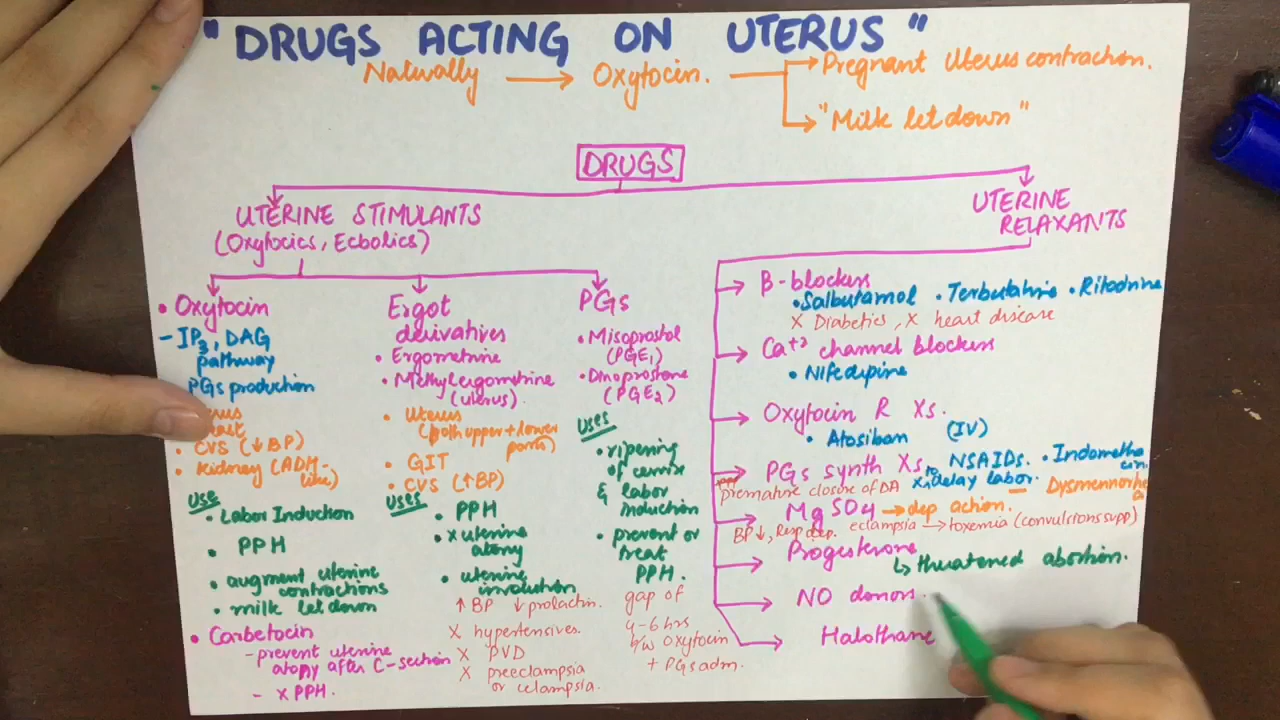 "DRUGS ACTING ON UTERUS"
Naturally → Oxytocin. → Pregnant Uterus contraction.
→ "Milk let down"
DRUGS
UTERINE STIMULANTS
(Oxytocics, Ecbolics)
• Oxytocin
- IP3, DAG
pathway
PGs production
• CVS (↓BP)
• Kidney (ADH-
like)
Use
• Labor Induction
• PPH
• augment uterine
contractions
• milk let down
• Carbetocin
- prevent uterine
atony after C-section
- X PPH.
Ergot
derivatives
• Ergometrine
• Methylergometrine
(uterus)
• Uterus
(both upper + lower
parts)
• GIT
• CVS (↑BP)
Uses
• PPH
• X uterine
atony
• uterine
involution
↑ BP ↓ prolactin.
X hypertensives.
X PVD
X preeclampsia
or eclampsia.
PGs
• Misoprostol
(PGE1)
• Dinoprostone
(PGE2)
Uses
• ripening
of cervix
& labor
induction
• prevent or
treat
PPH.
gap of
4-6 hrs
b/w Oxytocin
+ PGs adm.
UTERINE
RELAXANTS
→ β-blockers
• Salbutamol • Terbutaline • Ritodrine
X Diabetics, X heart disease
→ Ca+2 channel blockers
• Nifedipine
→ Oxytocin R Xs.
• Atosiban (IV)
→ PGs synth Xs → NSAIDs. • Indometha
cin.
premature closure of DA
to delay labor. - Dysmennorhe
a
→ MgSO4 → dep action.
BP↓, Resp dep. eclampsia → toxemia (convulsions supp)
→ Progesterone
↳ threatened abortion.
→ NO donors.
→ Halothane